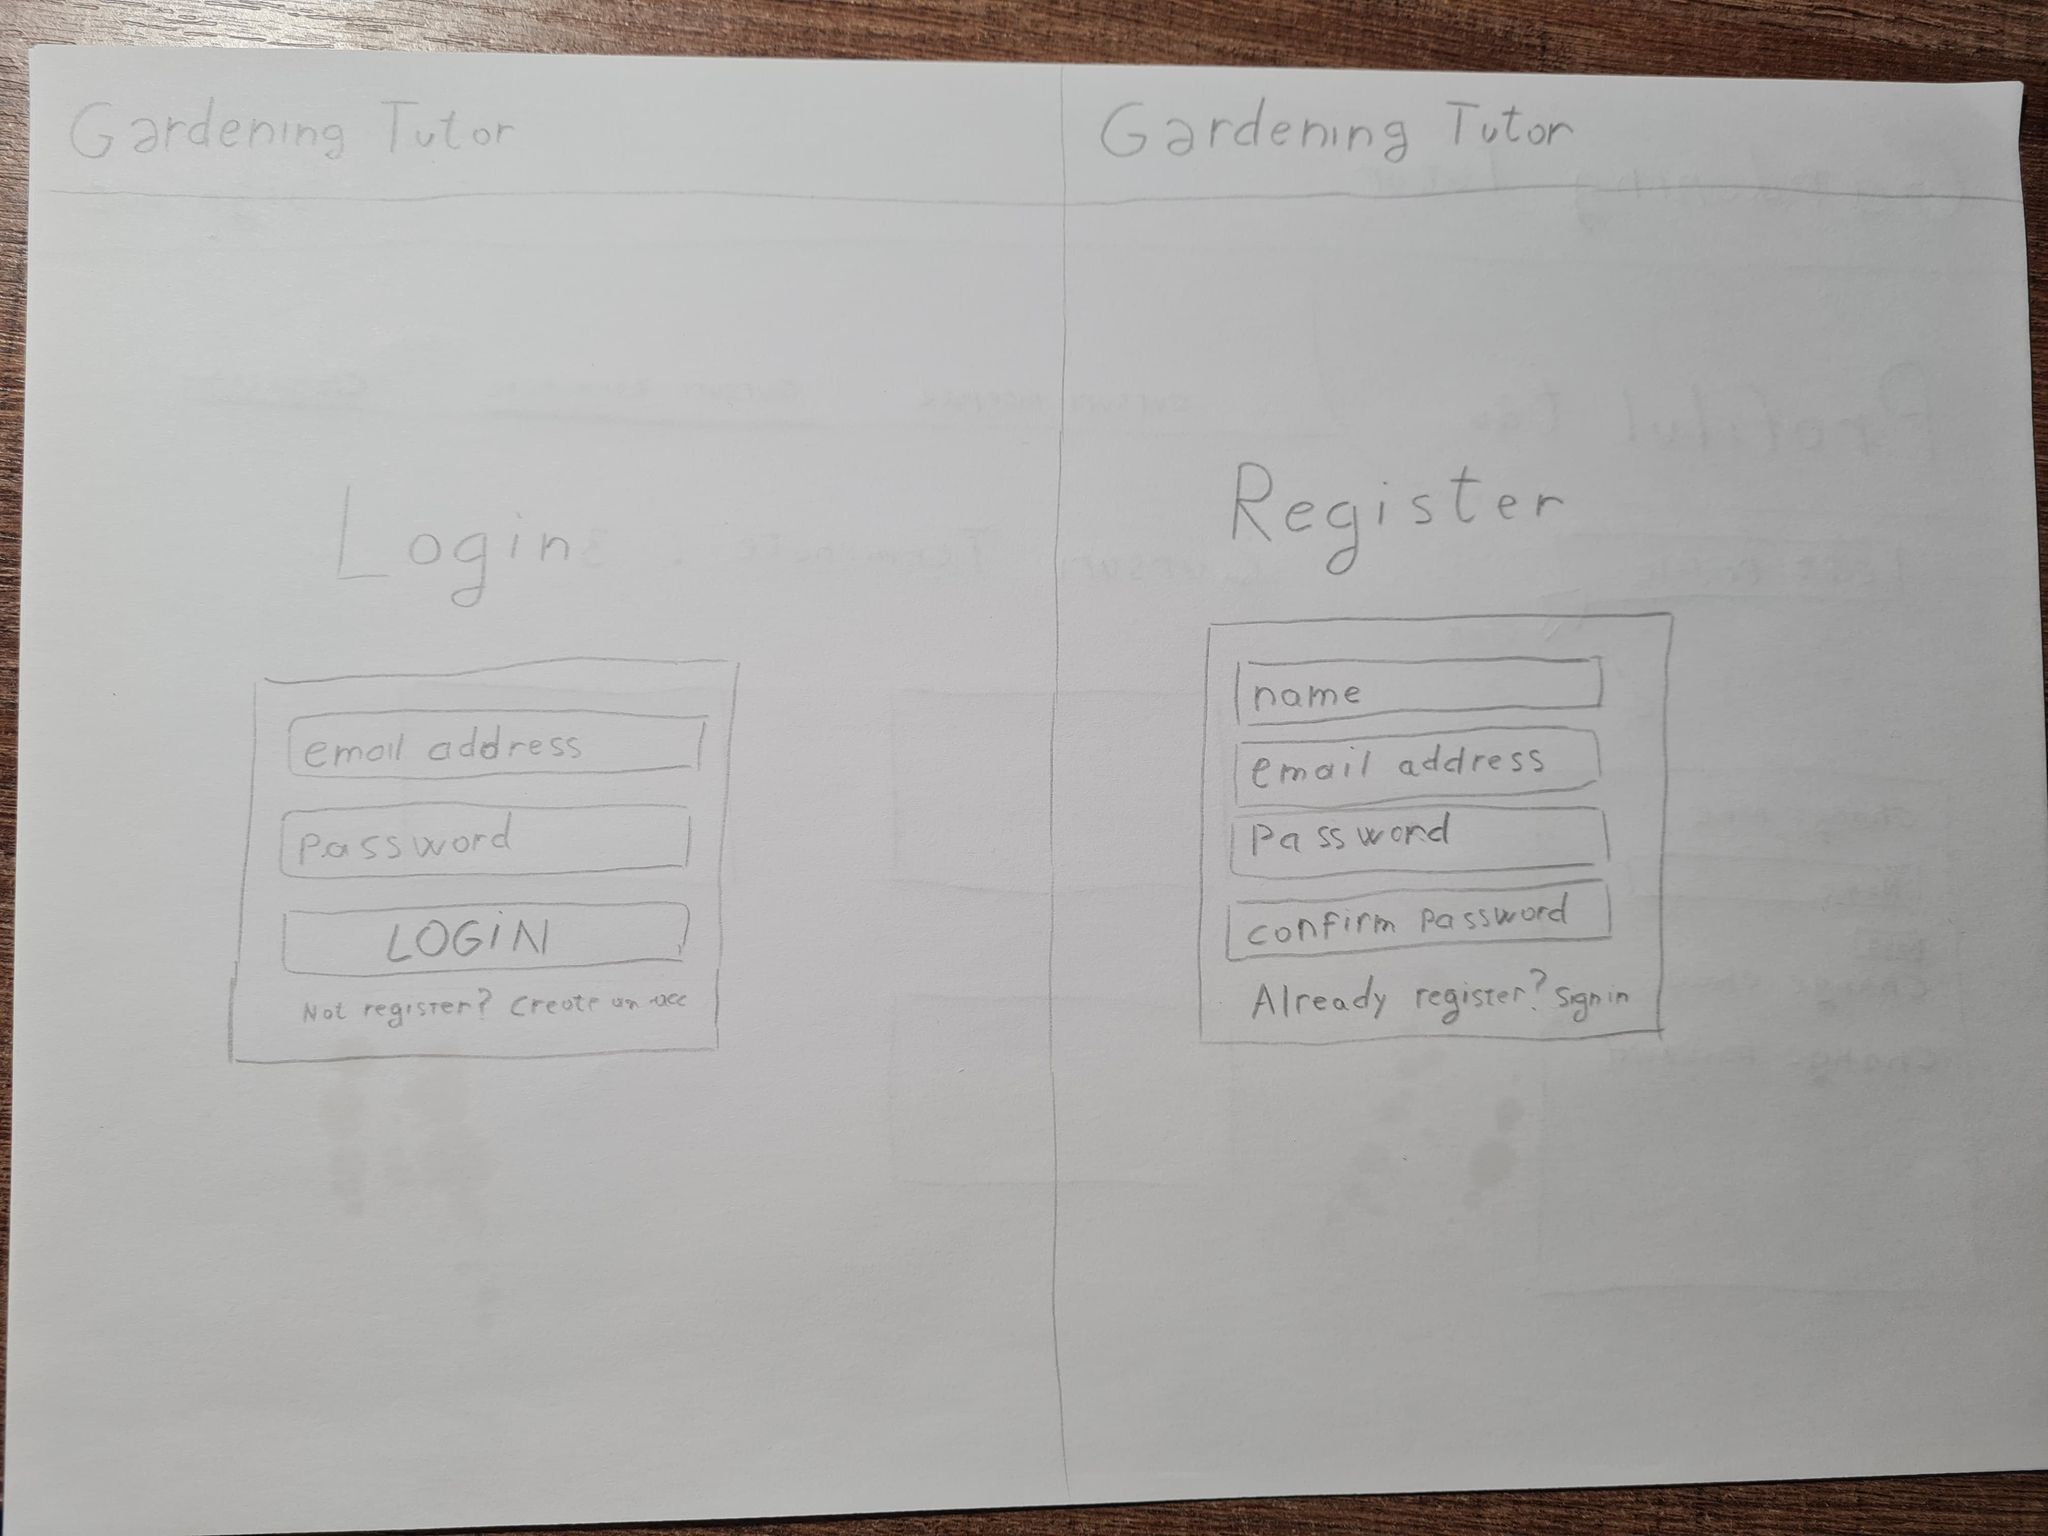 Gardening Tutor
Login
email address
password
LOGIN
Not register? Create an acc
Gardening Tutor
Register
name
email address
Password
confirm password
Already register? Sign in